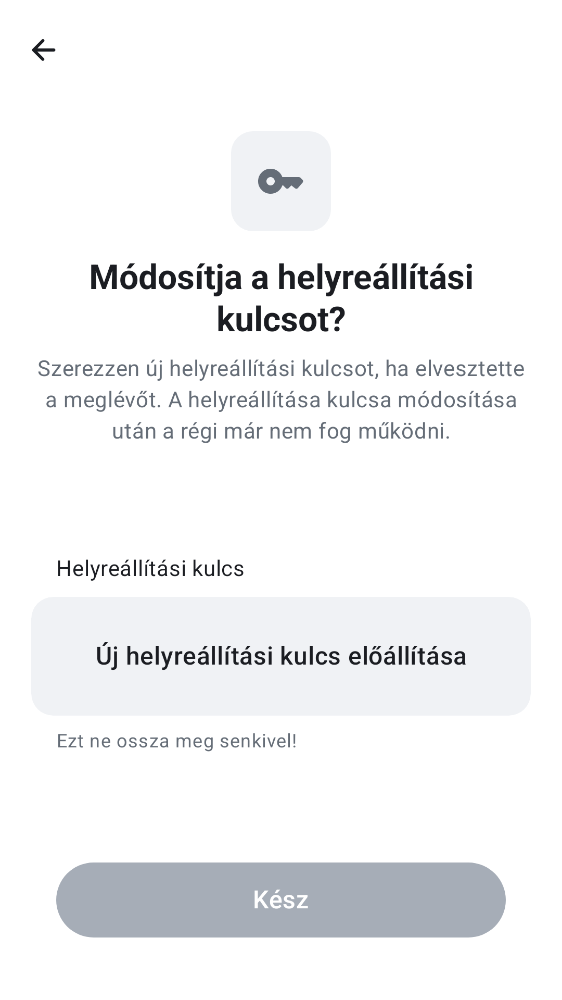 Módosítja a helyreállítási
kulcsot?
Szerezzen új helyreállítási kulcsot, ha elvesztette
a meglévőt. A helyreállítása kulcsa módosítása
után a régi már nem fog működni.
Helyreállítási kulcs
Új helyreállítási kulcs előállítása
Ezt ne ossza meg senkivel!
Kész